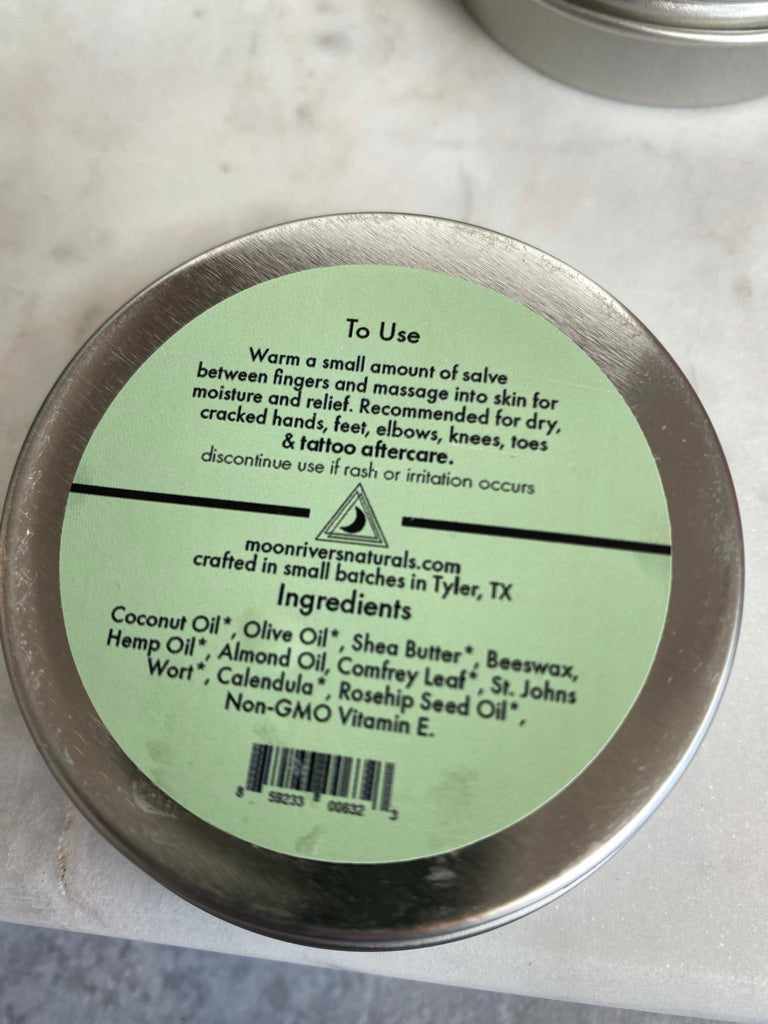 To Use
Warm a small amount of salve
between fingers and massage into skin for
moisture and relief. Recommended for dry,
cracked hands, feet, elbows, knees, toes
& tattoo aftercare.
discontinue use if rash or irritation occurs
moonriversnaturals.com
crafted in small batches in Tyler, TX
Ingredients
Coconut Oil*, Olive Oil*, Shea Butter*, Beeswax,
Hemp Oil*, Almond Oil, Comfrey Leaf*, St. Johns
Wort*, Calendula*, Rosehip Seed Oil*,
Non-GMO Vitamin E.
8 59233 00632 3